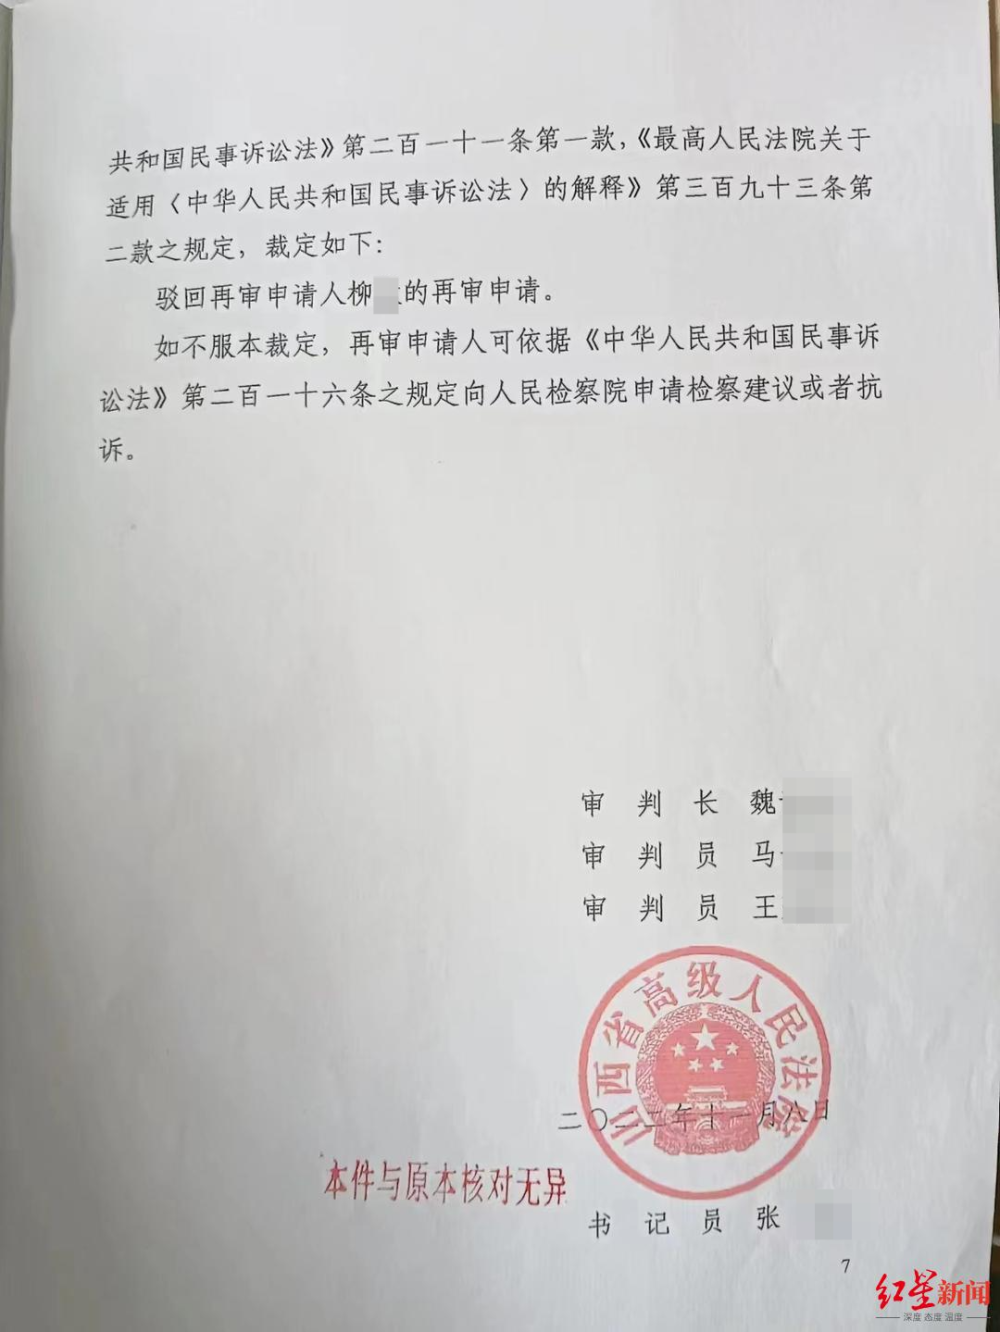 共和国民事诉讼法》第二百一十一条第一款，《最高人民法院关于
适用〈中华人民共和国民事诉讼法〉的解释》第三百九十三条第
二款之规定，裁定如下：
驳回再审申请人柳 的再审申请。
如不服本裁定，再审申请人可依据《中华人民共和国民事诉
讼法》第二百一十六条之规定向人民检察院申请检察建议或者抗
诉。
审 判 长 魏
审 判 员 马
审 判 员 王
山西省高级人民法院
二〇二二年十一月八日
本件与原本核对无异
书 记 员 张
7
红星新闻
深度 态度 温度